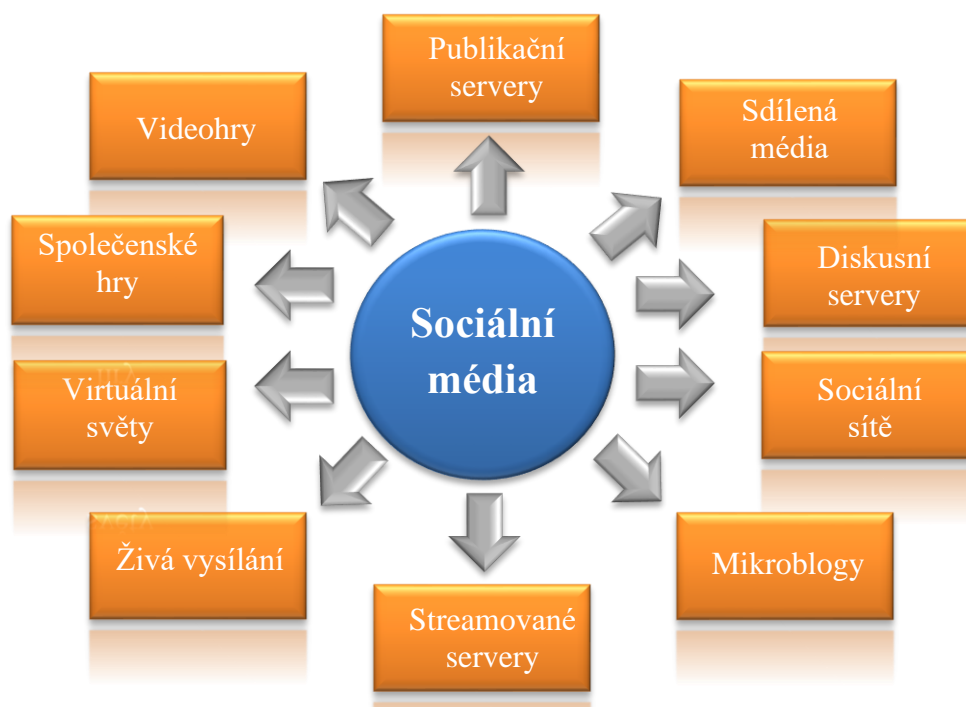 Publikační
servery
Sdílená
média
Videohry
Společenské
hry
Diskusní
servery
Sociální
média
Virtuální
světy
Sociální
sítě
Živá vysílání
Mikroblogy
Streamované
servery